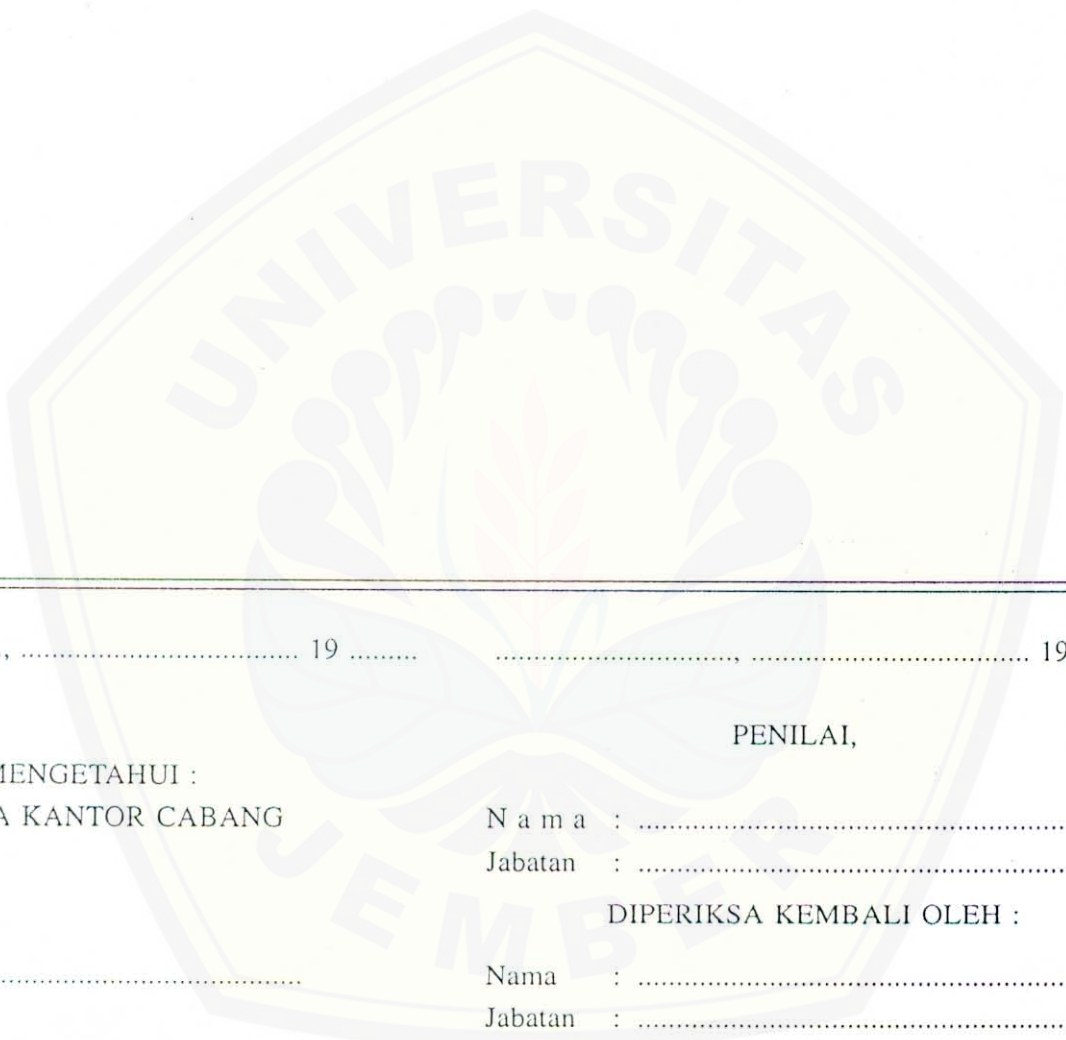 UNIVERSITAS
., ................................. 19 ........
MENGETAHUI :
A KANTOR CABANG
....................................
............................., ................................. 19
PENILAI,
N a m a : ....................................................
Jabatan : ....................................................
DIPERIKSA KEMBALI OLEH :
Nama : ....................................................
Jabatan : ....................................................
JEMBER